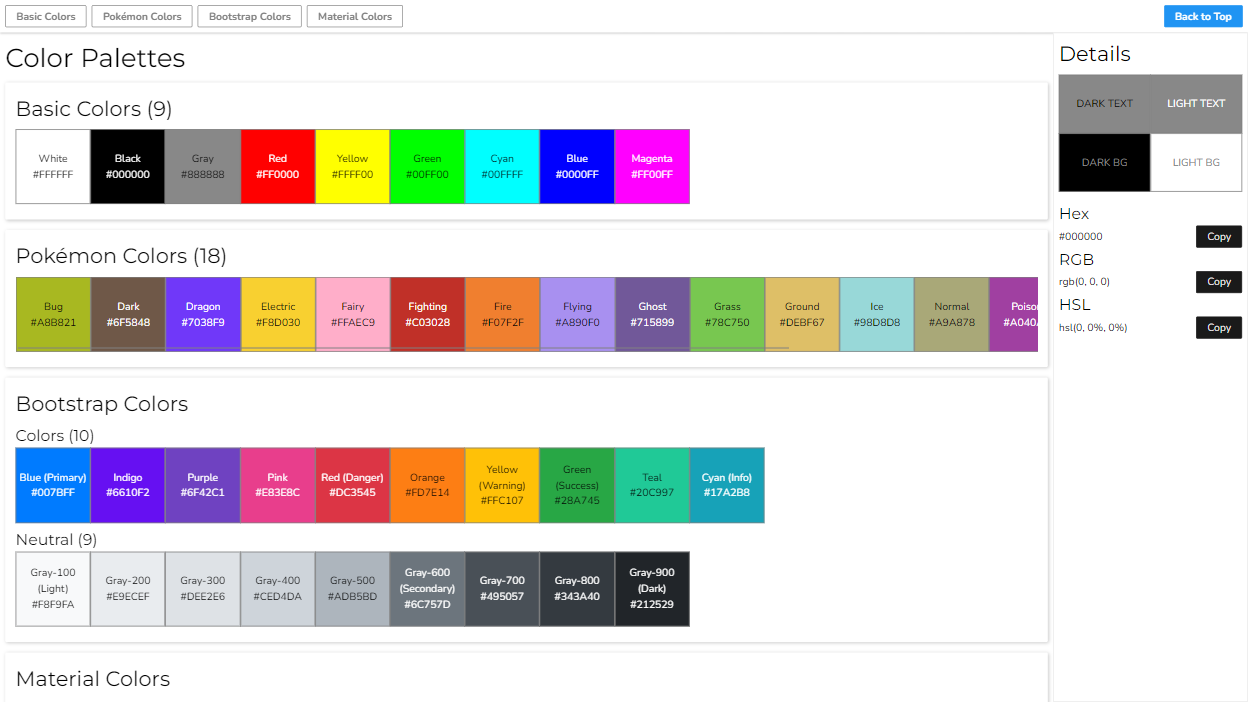 Basic Colors
Pokémon Colors
Bootstrap Colors
Material Colors
Back to Top
Color Palettes
Basic Colors (9)
White
#FFFFFF
Black
#000000
Gray
#888888
Red
#FF0000
Yellow
#FFFF00
Green
#00FF00
Cyan
#00FFFF
Blue
#0000FF
Magenta
#FF00FF
Pokémon Colors (18)
Bug
#A8B821
Dark
#6F5848
Dragon
#7038F9
Electric
#F8D030
Fairy
#FFAEC9
Fighting
#C03028
Fire
#F07F2F
Flying
#A890F0
Ghost
#715899
Grass
#78C750
Ground
#DEBF67
Ice
#98D8D8
Normal
#A9A878
Bootstrap Colors
Colors (10)
Blue (Primary)
#007BFF
Indigo
#6610F2
Purple
#6F42C1
Pink
#E83E8C
Red (Danger)
#DC3545
Orange
#FD7E14
Yellow
(Warning)
#FFC107
Green
(Success)
#28A745
Teal
#20C997
Cyan (Info)
#17A2B8
Neutral (9)
Gray-100
(Light)
#F8F9FA
Gray-200
#E9ECEF
Gray-300
#DEE2E6
Gray-400
#CED4DA
Gray-500
#ADB5BD
Gray-600
(Secondary)
#6C757D
Gray-700
#495057
Gray-800
#343A40
Gray-900
(Dark)
#212529
Material Colors
Details
DARK TEXT
LIGHT TEXT
DARK BG
LIGHT BG
Hex
#000000
Copy
RGB
rgb(0, 0, 0)
Copy
HSL
hsl(0, 0%, 0%)
Copy